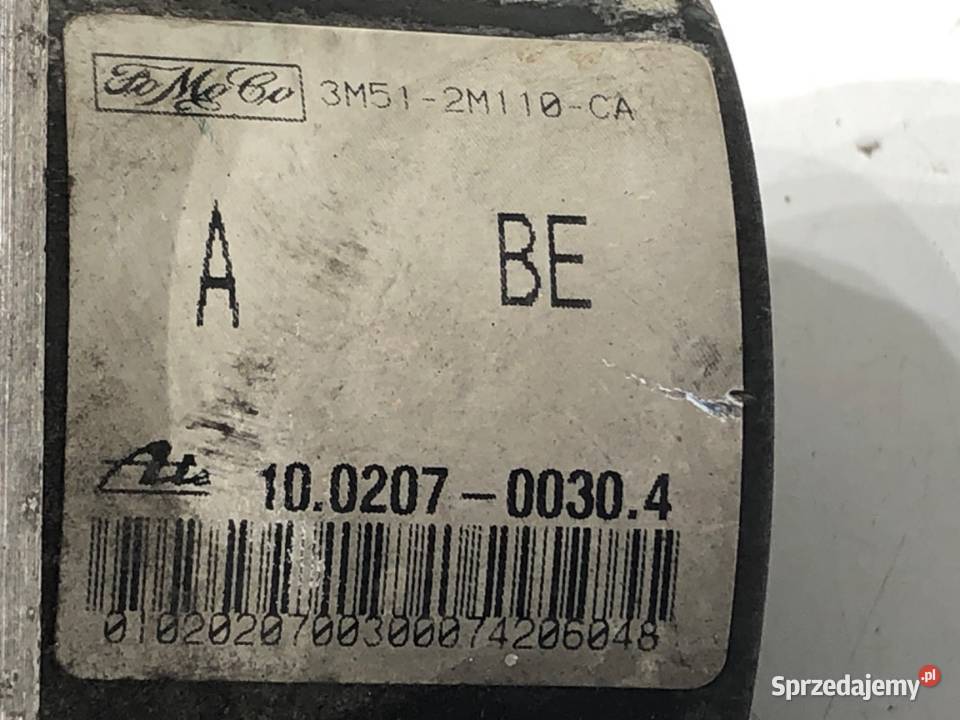 FoMoCo 3M51-2M110-CA
A BE
Ate 10.0207-0030.4
0102020700300074206048
Sprzedajemy.pl